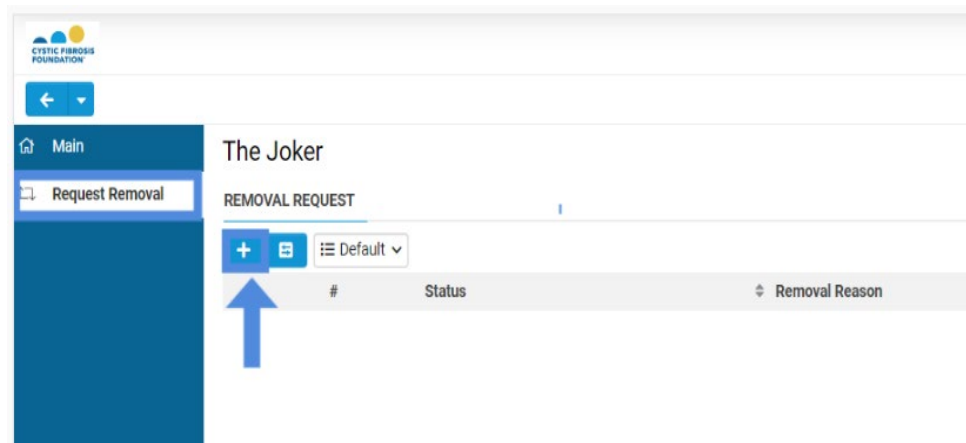 CYSTIC FIBROSIS
FOUNDATION
Main
Request Removal
The Joker
REMOVAL REQUEST
Default
# Status Removal Reason